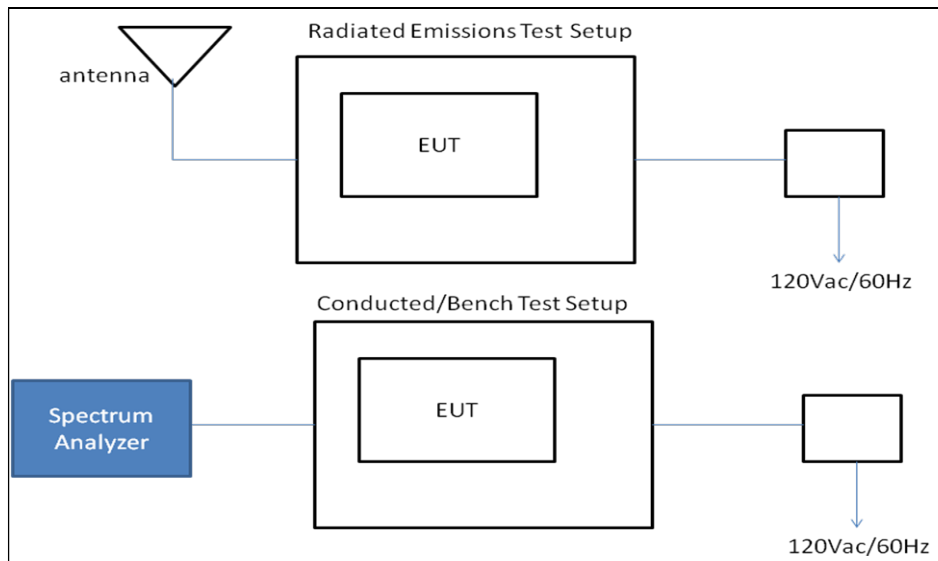 Radiated Emissions Test Setup
antenna
EUT
120Vac/60Hz
Conducted/Bench Test Setup
EUT
Spectrum
Analyzer
120Vac/60Hz